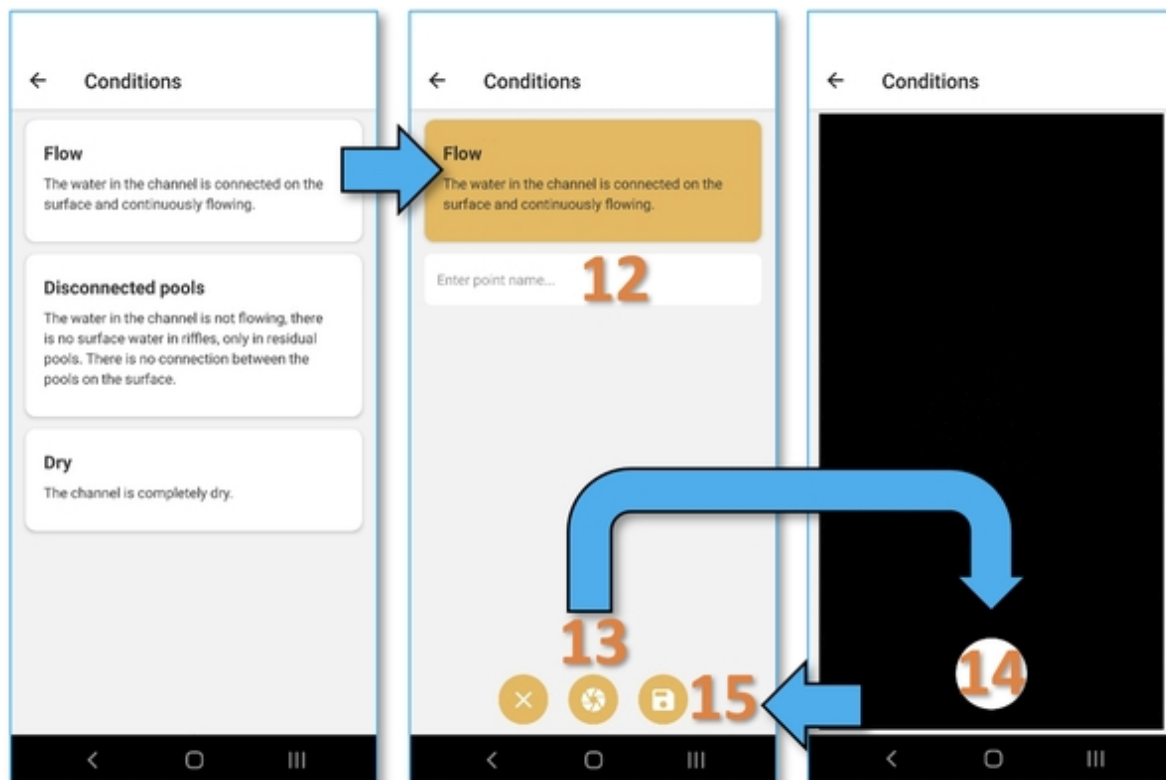 Conditions
Flow
The water in the channel is connected on the
surface and continuously flowing.
Disconnected pools
The water in the channel is not flowing, there
is no surface water in riffles, only in residual
pools. There is no connection between the
pools on the surface.
Dry
The channel is completely dry.
Conditions
Flow
The water in the channel is connected on the
surface and continuously flowing.
Enter point name...
12
13
15
Conditions
14